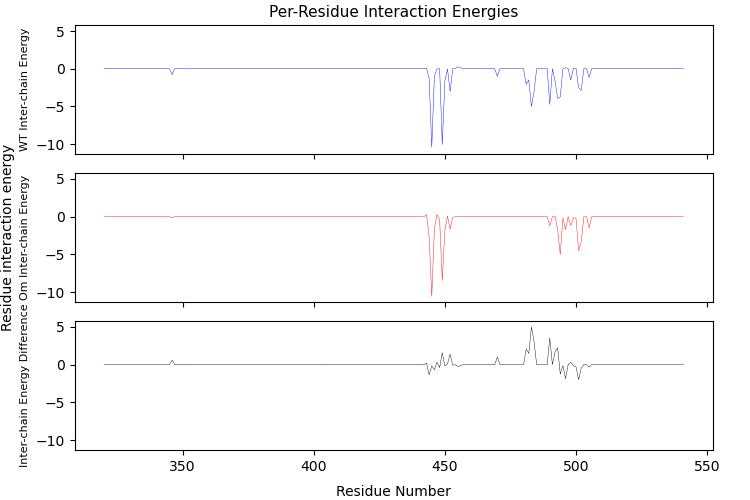 Per-Residue Interaction Energies
Residue interaction energy
WT Inter-chain Energy
5
0
−5
−10
Om Inter-chain Energy
5
0
−5
−10
Inter-chain Energy Difference
5
0
−5
−10
350
400
450
500
550
Residue Number